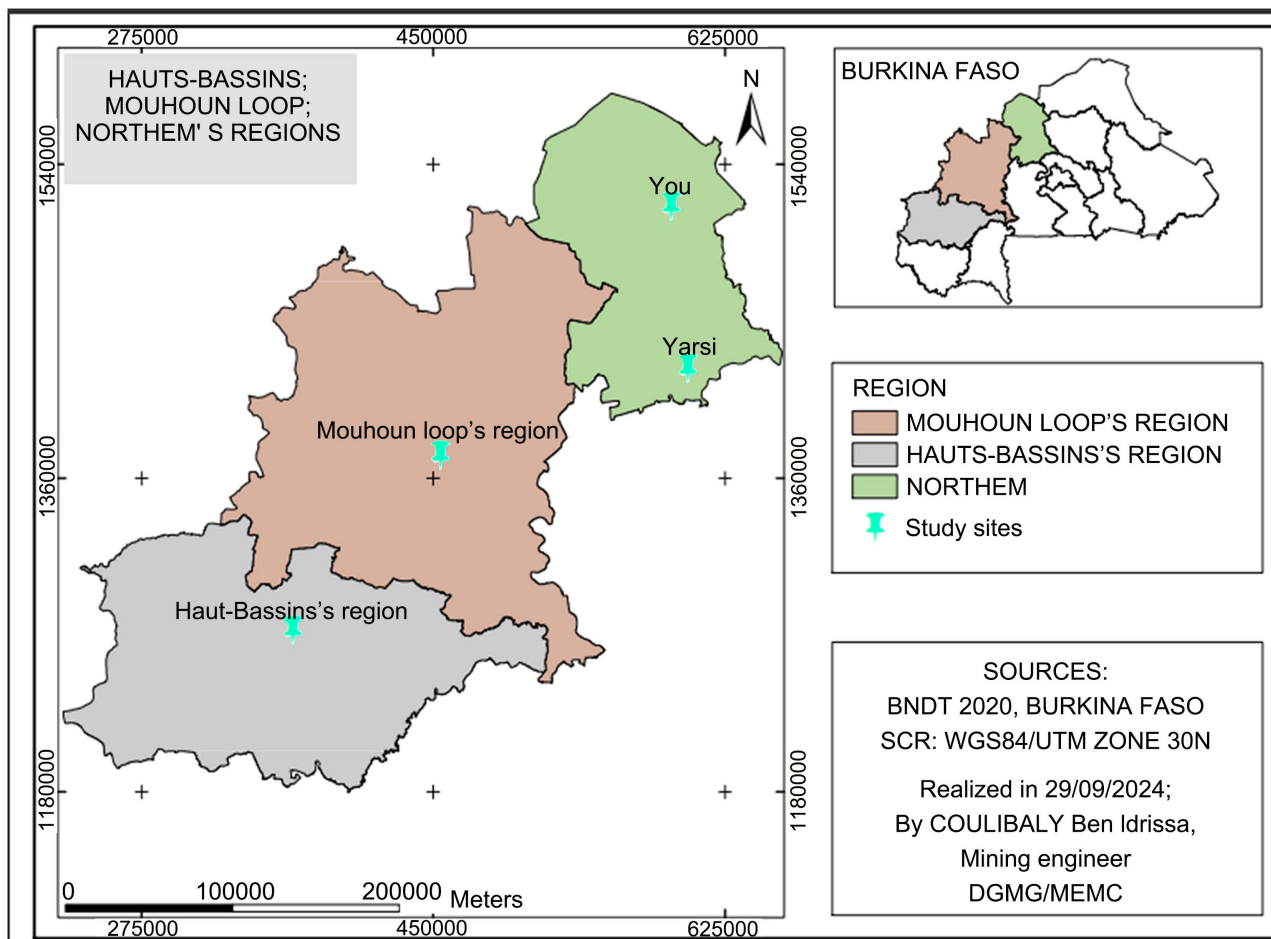 275000
450000
625000
HAUTS-BASSINS;
MOUHOUN LOOP;
NORTHEM' S REGIONS
N
BURKINA FASO
1540000
1540000
You
Yarsi
Mouhoun loop's region
1360000
1360000
Haut-Bassins's region
1180000
1180000
0 100000 200000 Meters
275000
450000
625000
REGION
MOUHOUN LOOP'S REGION
HAUTS-BASSINS'S REGION
NORTHEM
Study sites
SOURCES:
BNDT 2020, BURKINA FASO
SCR: WGS84/UTM ZONE 30N
Realized in 29/09/2024;
By COULIBALY Ben Idrissa,
Mining engineer
DGMG/MEMC